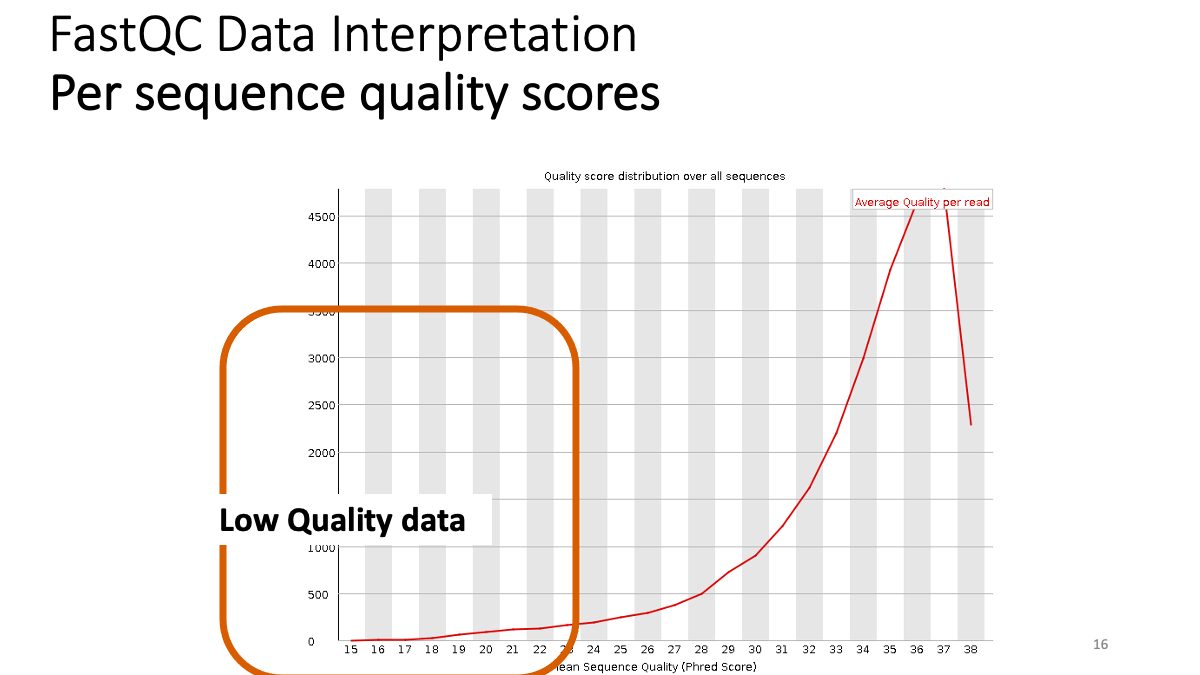 FastQC Data Interpretation
Per sequence quality scores
Quality score distribution over all sequences
Average Quality per read
4500
4000
3500
3000
2500
2000
Low Quality data
1000
500
0
15 16 17 18 19 20 21 22 23 24 25 26 27 28 29 30 31 32 33 34 35 36 37 38
ean Sequence Quality (Phred Score)
16